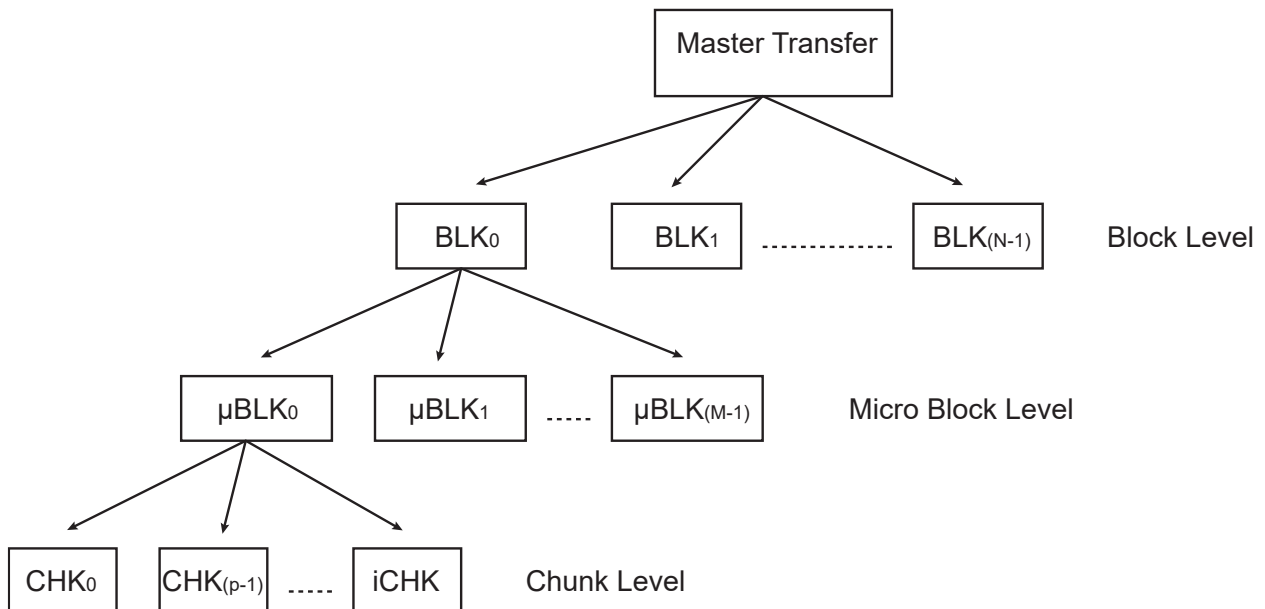 Master Transfer
BLK0
BLK1
BLK(N-1)
Block Level
µBLK0
µBLK1
µBLK(M-1)
Micro Block Level
CHK0
CHK(p-1)
iCHK
Chunk Level